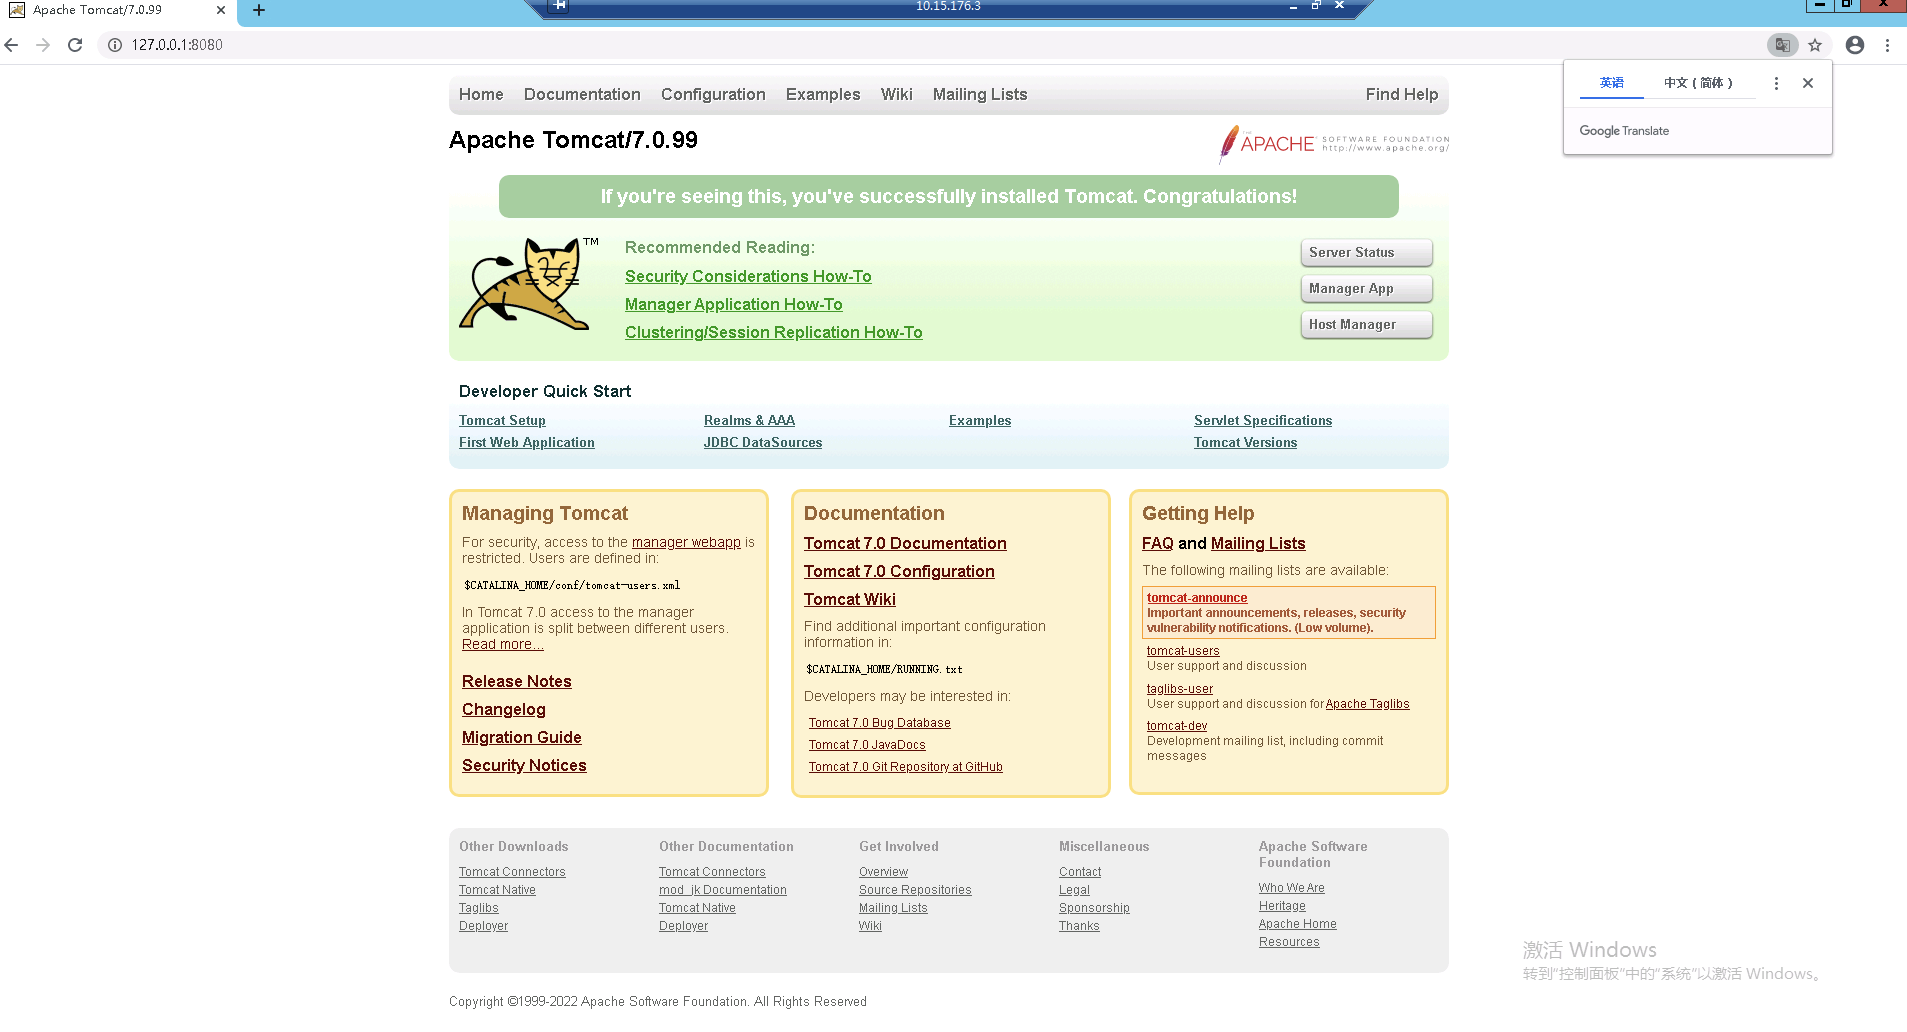 Apache Tomcat/7.0.99
10.15.176.3
127.0.0.1:8080
英语
中文（简体）
Google Translate
Home
Documentation
Configuration
Examples
Wiki
Mailing Lists
Find Help
Apache Tomcat/7.0.99
THE
APACHE
SOFTWARE FOUNDATION
http://www.apache.org/
If you're seeing this, you've successfully installed Tomcat. Congratulations!
TM
Recommended Reading:
Security Considerations How-To
Manager Application How-To
Clustering/Session Replication How-To
Server Status
Manager App
Host Manager
Developer Quick Start
Tomcat Setup
First Web Application
Realms & AAA
JDBC DataSources
Examples
Servlet Specifications
Tomcat Versions
Managing Tomcat
For security, access to the manager webapp is
restricted. Users are defined in:
$CATALINA_HOME/conf/tomcat-users.xml
In Tomcat 7.0 access to the manager
application is split between different users.
Read more...
Release Notes
Changelog
Migration Guide
Security Notices
Documentation
Tomcat 7.0 Documentation
Tomcat 7.0 Configuration
Tomcat Wiki
Find additional important configuration
information in:
$CATALINA_HOME/RUNNING.txt
Developers may be interested in:
Tomcat 7.0 Bug Database
Tomcat 7.0 JavaDocs
Tomcat 7.0 Git Repository at GitHub
Getting Help
FAQ and Mailing Lists
The following mailing lists are available:
tomcat-announce
Important announcements, releases, security
vulnerability notifications. (Low volume).
tomcat-users
User support and discussion
taglibs-user
User support and discussion for Apache Taglibs
tomcat-dev
Development mailing list, including commit
messages
Other Downloads
Tomcat Connectors
Tomcat Native
Taglibs
Deployer
Other Documentation
Tomcat Connectors
mod_jk Documentation
Tomcat Native
Deployer
Get Involved
Overview
Source Repositories
Mailing Lists
Wiki
Miscellaneous
Contact
Legal
Sponsorship
Thanks
Apache Software
Foundation
Who We Are
Heritage
Apache Home
Resources
激活 Windows
转到"控制面板"中的"系统"以激活 Windows。
Copyright ©1999-2022 Apache Software Foundation. All Rights Reserved